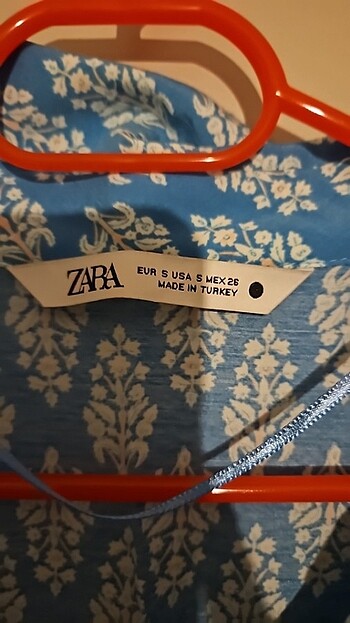 ZARA
EUR S USA S MEX 26
MADE IN TURKEY